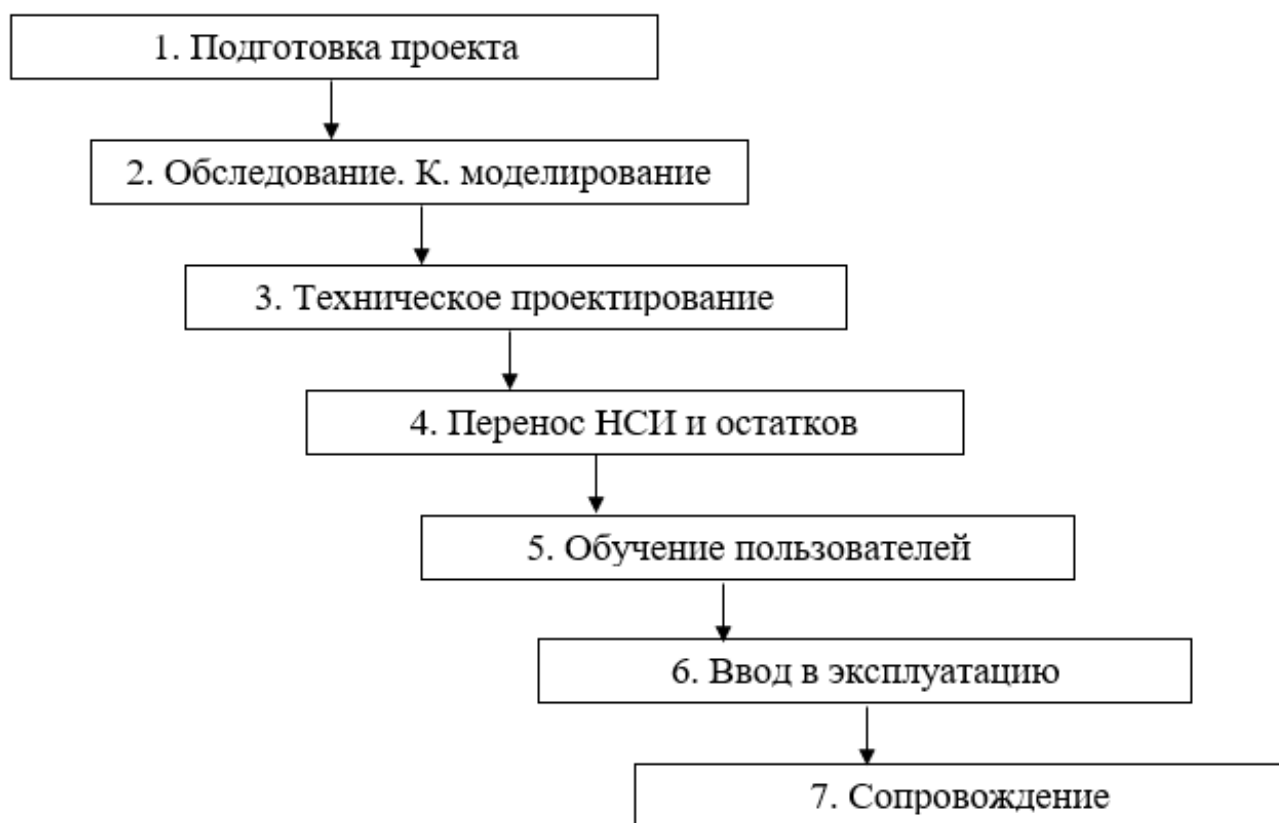 1. Подготовка проекта
2. Обследование. К. моделирование
3. Техническое проектирование
4. Перенос НСИ и остатков
5. Обучение пользователей
6. Ввод в эксплуатацию
7. Сопровождение